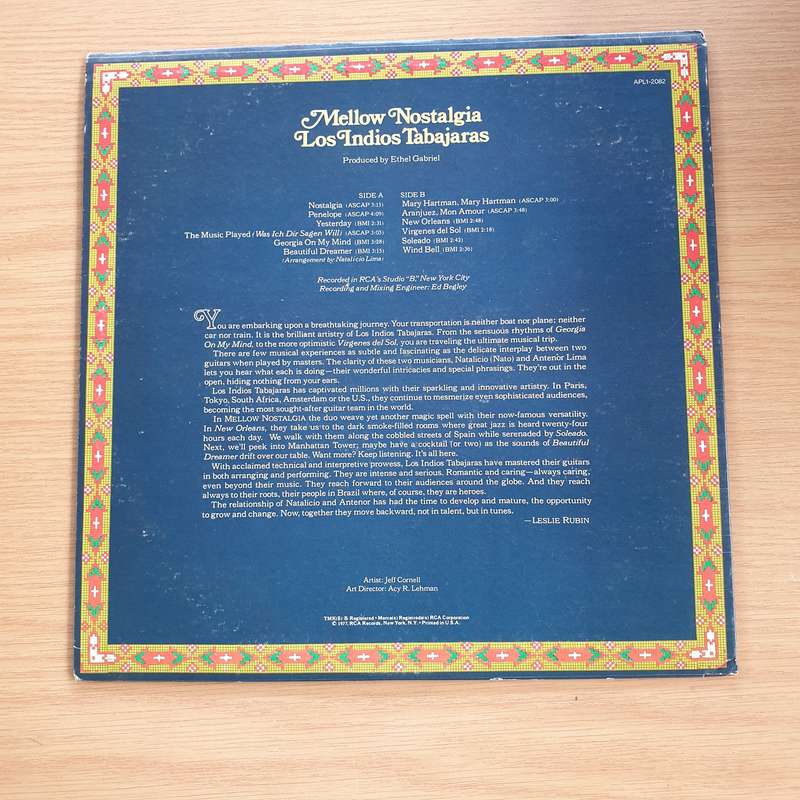 APL1-2082
Mellow Nostalgia
Los Indios Tabajaras
Produced by Ethel Gabriel
SIDE A
Nostalgia (ASCAP 3:13)
Penelope (ASCAP 4:09)
Yesterday (BMI 2:31)
The Music Played (Was Ich Dir Sagen Will) (ASCAP 3:03)
Georgia On My Mind (BMI 3:28)
Beautiful Dreamer (BMI 3:13)
(Arrangement by Natalicio Lima)
SIDE B
Mary Hartman, Mary Hartman (ASCAP 3:00)
Aranjuez, Mon Amour (ASCAP 3:48)
New Orleans (BMI 2:48)
Virgenes del Sol (BMI 2:18)
Soleado (BMI 2:42)
Wind Bell (BMI 2:36)
Recorded in RCA's Studio "B," New York City
Recording and Mixing Engineer: Ed Begley
You are embarking upon a breathtaking journey. Your transportation is neither boat nor plane; neither
car nor train. It is the brilliant artistry of Los Indios Tabajaras. From the sensuous rhythms of Georgia
On My Mind, to the more optimistic Virgenes del Sol, you are traveling the ultimate musical trip.
There are few musical experiences as subtle and fascinating as the delicate interplay between two
guitars when played by masters. The clarity of these two musicians, Natalicio (Nato) and Antenor Lima
lets you hear what each is doing—their wonderful intricacies and special phrasings. They're out in the
open, hiding nothing from your ears.
Los Indios Tabajaras has captivated millions with their sparkling and innovative artistry. In Paris,
Tokyo, South Africa, Amsterdam or the U.S., they continue to mesmerize even sophisticated audiences,
becoming the most sought-after guitar team in the world.
In MELLOW NOSTALGIA the duo weave yet another magic spell with their now-famous versatility.
In New Orleans, they take us to the dark smoke-filled rooms where great jazz is heard twenty-four
hours each day. We walk with them along the cobbled streets of Spain while serenaded by Soleado.
Next, we'll peek into Manhattan Tower; maybe have a cocktail (or two) as the sounds of Beautiful
Dreamer drift over our table. Want more? Keep listening. It's all here.
With acclaimed technical and interpretive prowess, Los Indios Tabajaras have mastered their guitars
in both arranging and performing. They are intense and serious. Romantic and caring—always caring,
even beyond their music. They reach forward to their audiences around the globe. And they reach
always to their roots, their people in Brazil where, of course, they are heroes.
The relationship of Natalicio and Antenor has had the time to develop and mature, the opportunity
to grow and change. Now, together they move backward, not in talent, but in tunes.
—LESLIE RUBIN
Artist: Jeff Cornell
Art Director: Acy R. Lehman
TMK(S) ® Registered • Marca(s) Registrada(s) RCA Corporation
© 1977, RCA Records, New York, N.Y. • Printed in U.S.A.